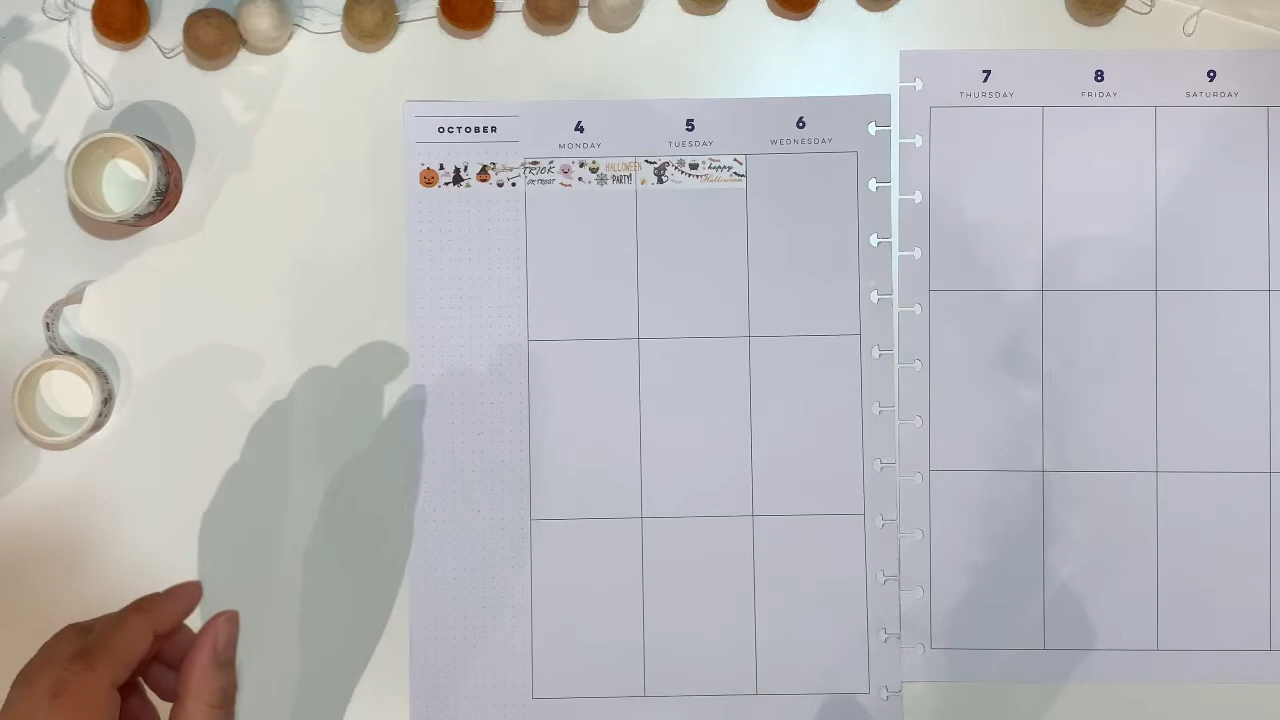 OCTOBER
4
MONDAY
5
TUESDAY
6
WEDNESDAY
7
THURSDAY
8
FRIDAY
9
SATURDAY
TRICK
OR TREAT
HALLOWEEN
PARTY!
happy
Halloween